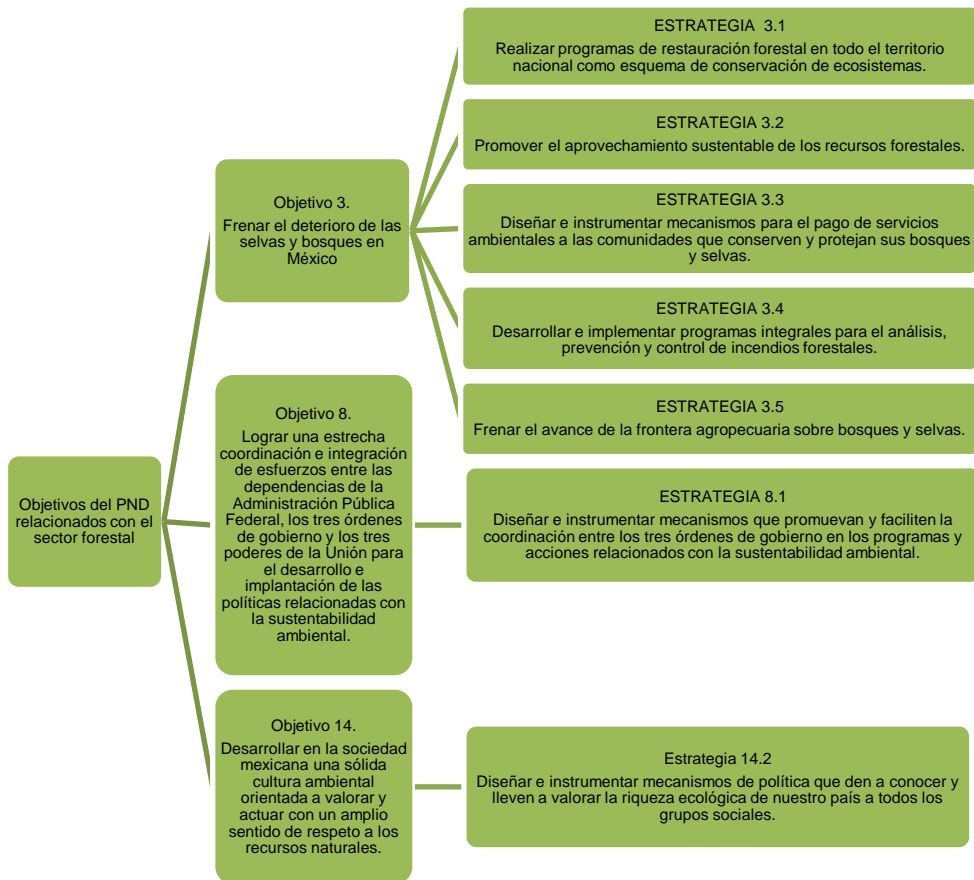 Objetivos del PND
relacionados con el
sector forestal
Objetivo 3.
Frenar el deterioro de las
selvas y bosques en
México
ESTRATEGIA 3.1
Realizar programas de restauración forestal en todo el territorio
nacional como esquema de conservación de ecosistemas.
ESTRATEGIA 3.2
Promover el aprovechamiento sustentable de los recursos forestales.
ESTRATEGIA 3.3
Diseñar e instrumentar mecanismos para el pago de servicios
ambientales a las comunidades que conserven y protejan sus bosques
y selvas.
ESTRATEGIA 3.4
Desarrollar e implementar programas integrales para el análisis,
prevención y control de incendios forestales.
ESTRATEGIA 3.5
Frenar el avance de la frontera agropecuaria sobre bosques y selvas.
Objetivo 8.
Lograr una estrecha
coordinación e integración
de esfuerzos entre las
dependencias de la
Administración Pública
Federal, los tres órdenes
de gobierno y los tres
poderes de la Unión para
el desarrollo e
implantación de las
políticas relacionadas con
la sustentabilidad
ambiental.
ESTRATEGIA 8.1
Diseñar e instrumentar mecanismos que promuevan y faciliten la
coordinación entre los tres órdenes de gobierno en los programas y
acciones relacionados con la sustentabilidad ambiental.
Objetivo 14.
Desarrollar en la sociedad
mexicana una sólida
cultura ambiental
orientada a valorar y
actuar con un amplio
sentido de respeto a los
recursos naturales.
Estrategia 14.2
Diseñar e instrumentar mecanismos de política que den a conocer y
lleven a valorar la riqueza ecológica de nuestro país a todos los
grupos sociales.